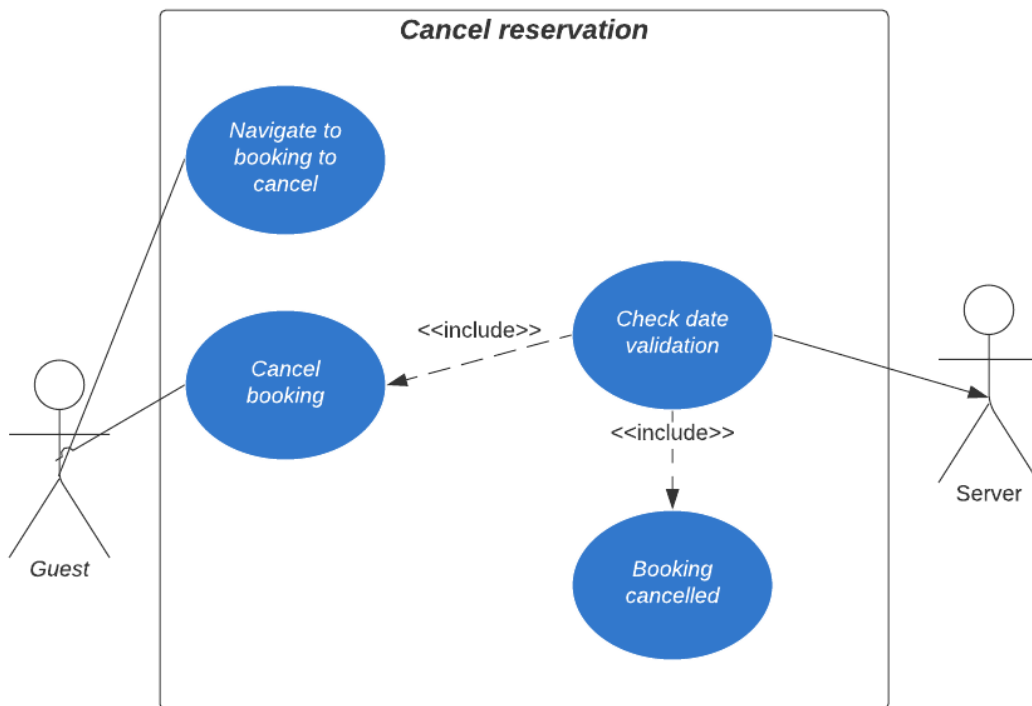 Cancel reservation
Navigate to
booking to
cancel
<<include>>
Check date
validation
Cancel
booking
<<include>>
Server
Guest
Booking
cancelled